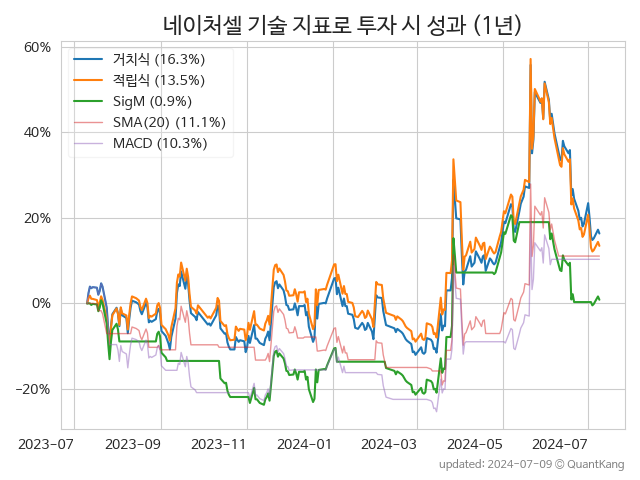 네이처셀 기술 지표로 투자 시 성과 (1년)
거치식 (16.3%)
적립식 (13.5%)
SigM (0.9%)
SMA(20) (11.1%)
MACD (10.3%)
60%
40%
20%
0%
−20%
2023-07
2023-09
2023-11
2024-01
2024-03
2024-05
2024-07
updated: 2024-07-09 © QuantKang